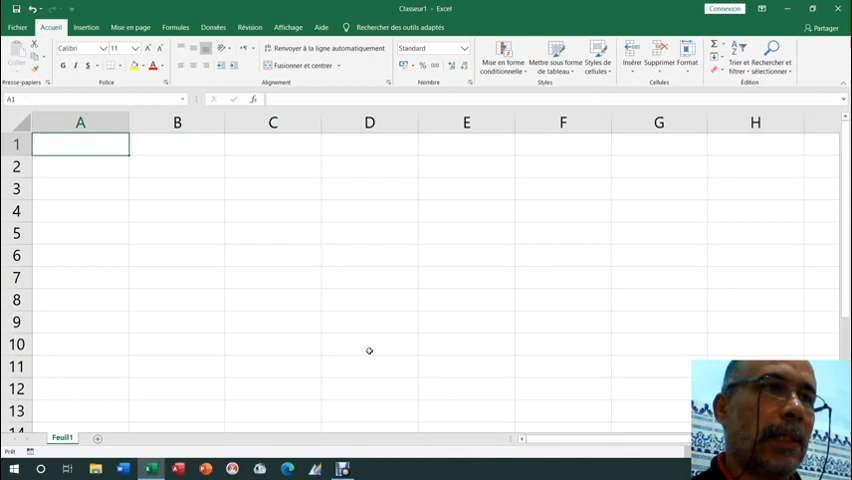 Classeur1 - Excel
Connexion
Fichier Accueil Insertion Mise en page Formules Données Révision Affichage Aide Rechercher des outils adaptés Partager
Coller
Calibri 11
G I S
Renvoyer à la ligne automatiquement
Fusionner et centrer
Standard
% 000
Mise en forme conditionnelle
Mettre sous forme de tableau
Styles de cellules
Insérer Supprimer Format
Trier et filtrer
Rechercher et sélectionner
Presse-papiers Police Alignement Nombre Styles Cellules Édition
A1 fx
A B C D E F G H
1
2
3
4
5
6
7
8
9
10
11
12
13
14
Feuil1
Prêt